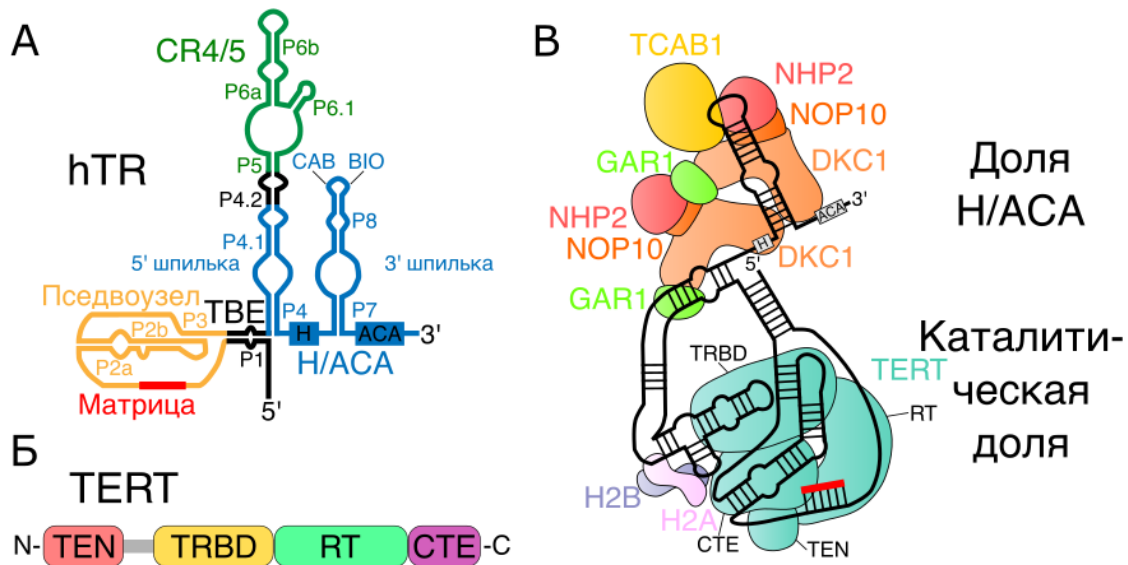 А
CR4/5
P6b
P6a
P6.1
hTR
P5
CAB BIO
P4.2
P8
P4.1
5' шпилька
3' шпилька
Пседвоузел
TBE
P3
P4
P7
P2b
H
ACA
3'
P2a
P1
H/ACA
Матрица
5'
Б
TERT
N- TEN TRBD RT CTE -C
В
TCAB1
NHP2
NOP10
GAR1
DKC1
Доля
H/ACA
ACA
3'
NHP2
H
NOP10
DKC1
5'
GAR1
TRBD
TERT
Каталити-
ческая
доля
RT
H2B
H2A
CTE
TEN